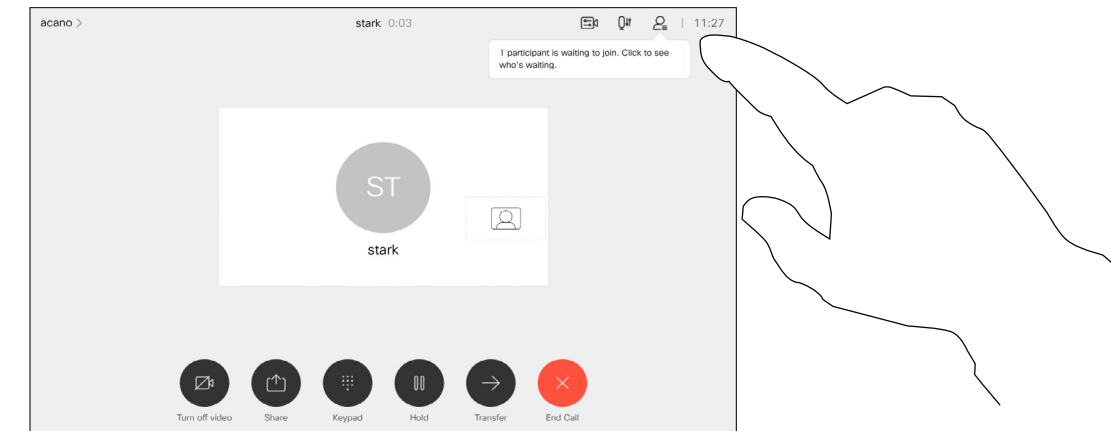 acano >
stark 0:03
11:27
1 participant is waiting to join. Click to see
who's waiting.
ST
stark
Turn off video
Share
Keypad
Hold
Transfer
End Call